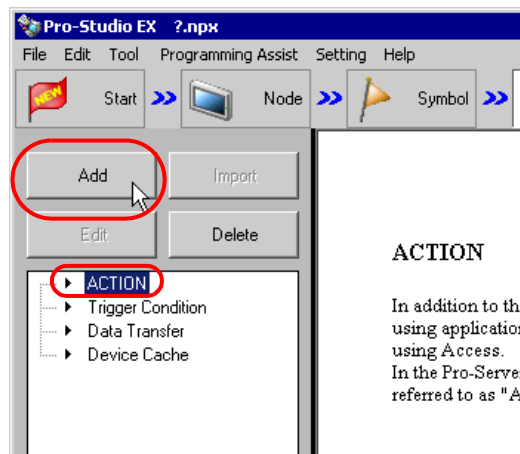 Pro-Studio EX ?.npx
File Edit Tool Programming Assist Setting Help
NEW Start Node Symbol
Add Import
Edit Delete
ACTION
Trigger Condition
Data Transfer
Device Cache
ACTION
In addition to th
using application
using Access.
In the Pro-Server
referred to as "A